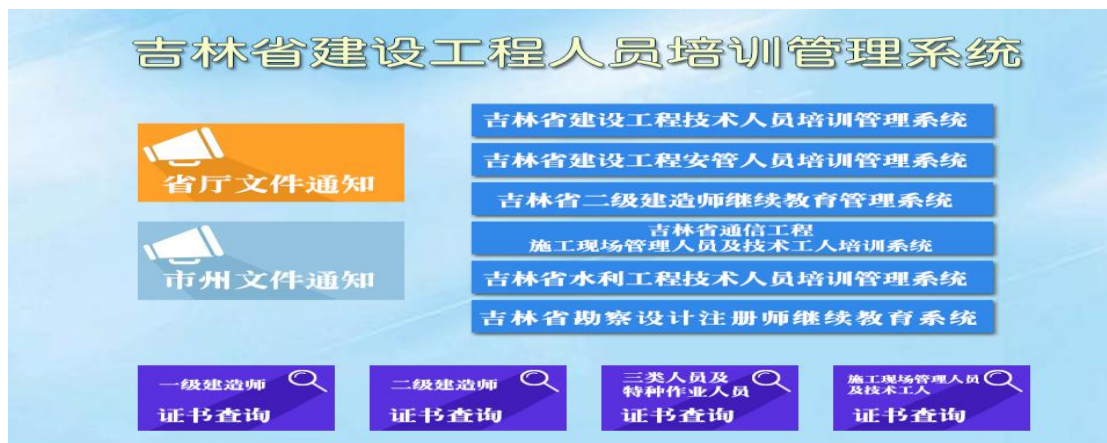 吉林省建设工程人员培训管理系统
省厅文件通知
市州文件通知
吉林省建设工程技术人员培训管理系统
吉林省建设工程安管人员培训管理系统
吉林省二级建造师继续教育管理系统
吉林省通信工程
施工现场管理人员及技术工人培训系统
吉林省水利工程技术人员培训管理系统
吉林省勘察设计注册师继续教育系统
一级建造师
证书查询
二级建造师
证书查询
三类人员及
特种作业人员
证书查询
施工现场管理人员
及技术工人
证书查询